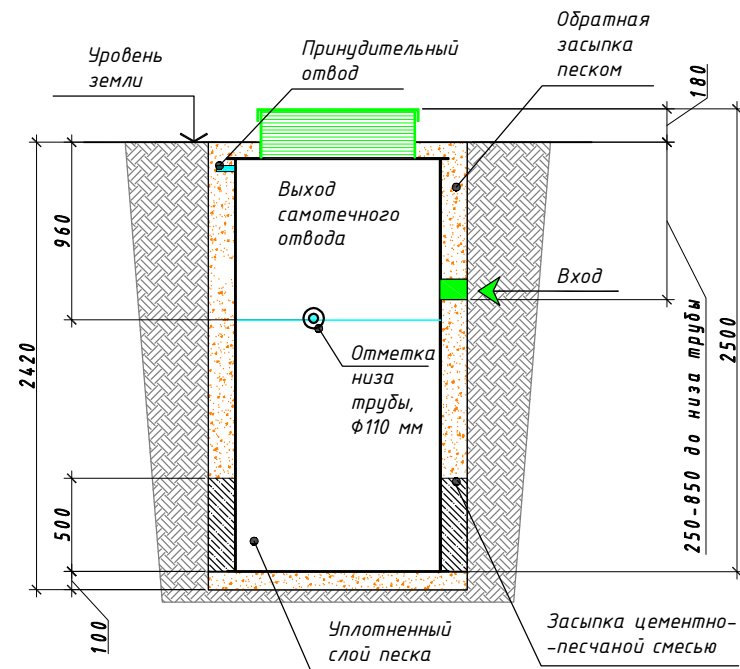 Уровень
земли
Принудительный
отвод
Обратная
засыпка
песком
180
Выход
самотечного
отвода
960
Вход
Отметка
низа
трубы,
Ф110 мм
2420
2500
250-850 до низа трубы
500
100
Уплотненный
слой песка
Засыпка цементно-
-песчаной смесью